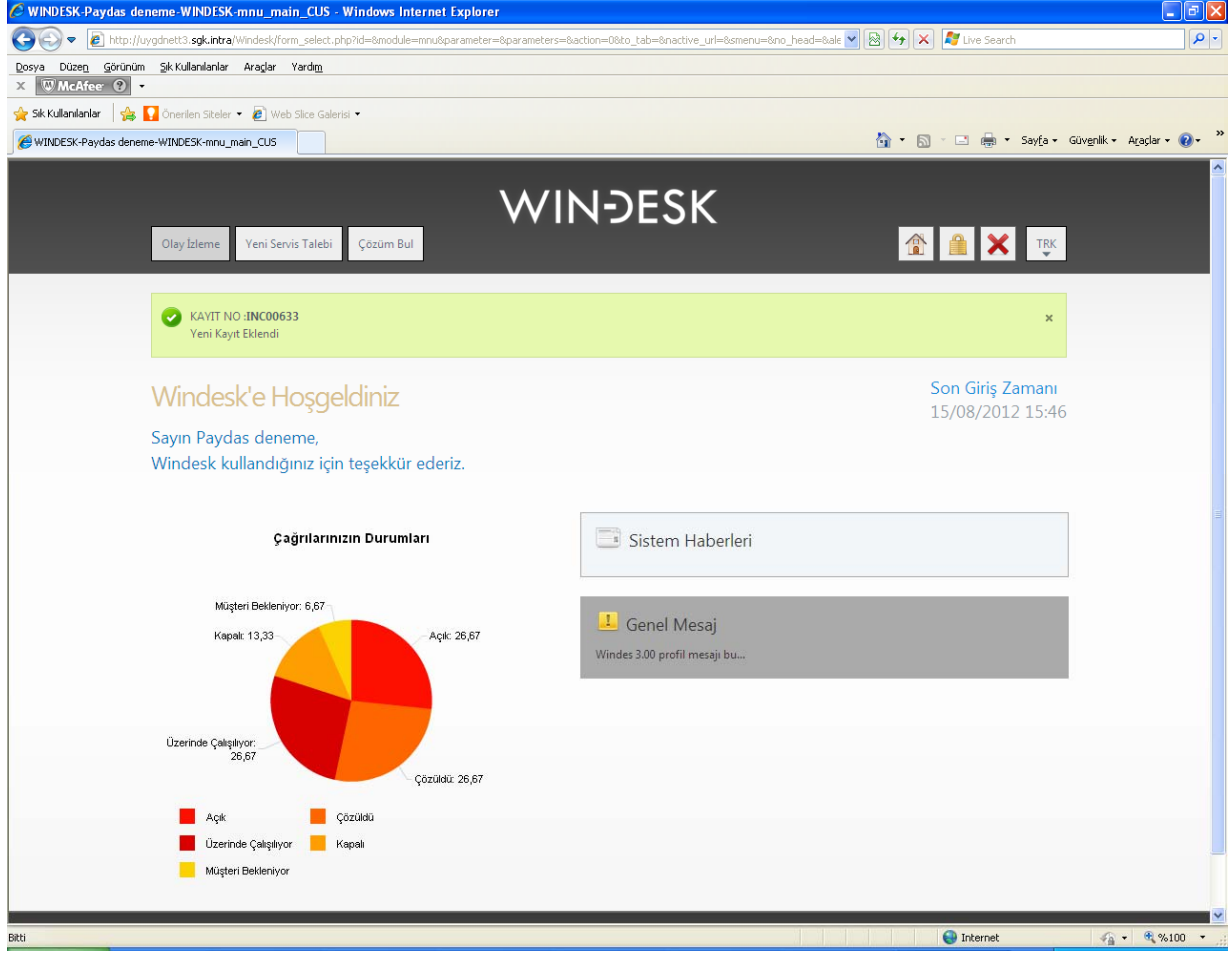 WINDESK-Paydas deneme-WINDESK-mnu_main_CUS - Windows Internet Explorer
http://uygdnett3.sgk.intra/Windesk/form_select.php?id=&module=mnu&parameter=&parameters=&action=0&to_tab=&nactive_url=&smenu=&no_head=&ale
Live Search
Dosya Düzen Görünüm Sık Kullanılanlar Araçlar Yardım
x McAfee
Sık Kullanılanlar Önerilen Siteler Web Slice Galerisi
WINDESK-Paydas deneme-WINDESK-mnu_main_CUS
Sayfa Güvenlik Araçlar »
WINDESK
Olay İzleme Yeni Servis Talebi Çözüm Bul TRK
KAYIT NO :INC00633 ×
Yeni Kayıt Eklendi
Windesk'e Hoşgeldiniz
Son Giriş Zamanı
15/08/2012 15:46
Sayın Paydas deneme,
Windesk kullandığınız için teşekkür ederiz.
Çağrılarınızın Durumları
Müşteri Bekleniyor: 6,67
Kapalı: 13,33
Açık: 26,67
Üzerinde Çalışılıyor:
26,67
Çözüldü: 26,67
Açık Çözüldü
Üzerinde Çalışılıyor Kapalı
Müşteri Bekleniyor
Sistem Haberleri
Genel Mesaj
Windes 3.00 profil mesajı bu...
Bitti Internet %100